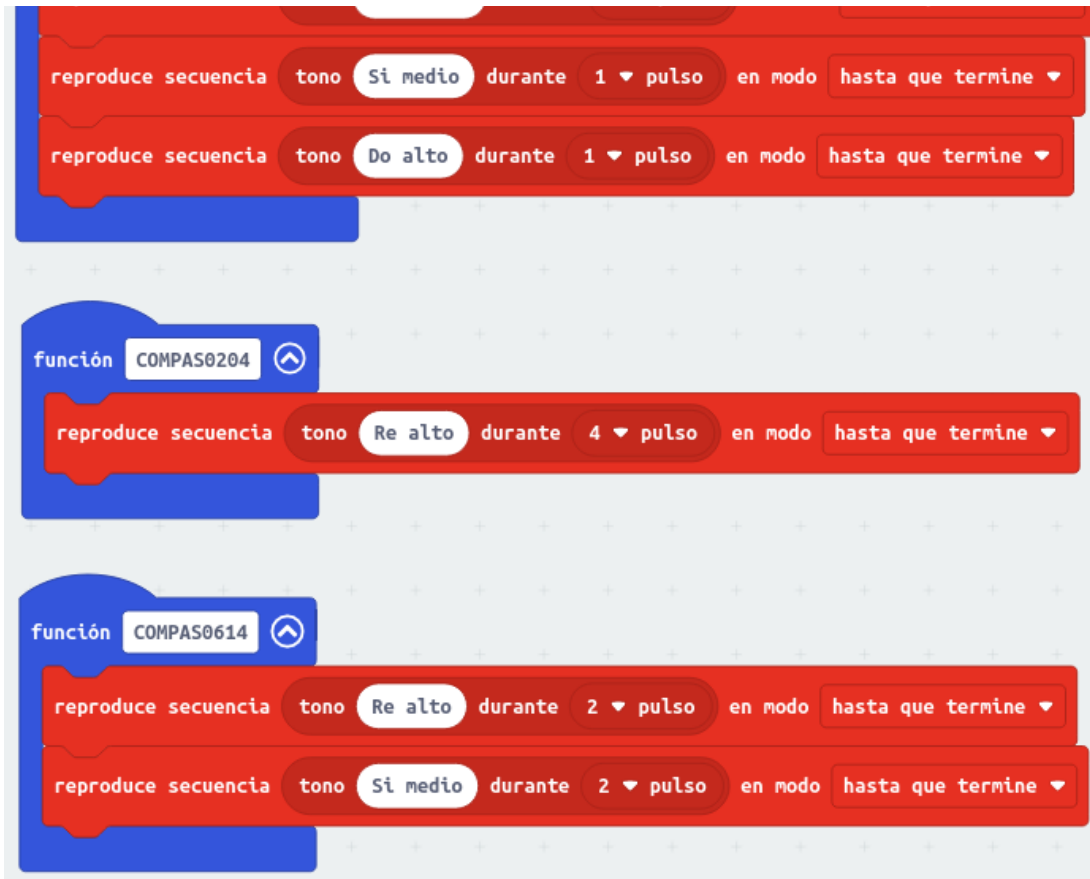 reproduce secuencia tono Si medio durante 1 pulso en modo hasta que termine
reproduce secuencia tono Do alto durante 1 pulso en modo hasta que termine
función COMPAS0204
reproduce secuencia tono Re alto durante 4 pulso en modo hasta que termine
función COMPAS0614
reproduce secuencia tono Re alto durante 2 pulso en modo hasta que termine
reproduce secuencia tono Si medio durante 2 pulso en modo hasta que termine